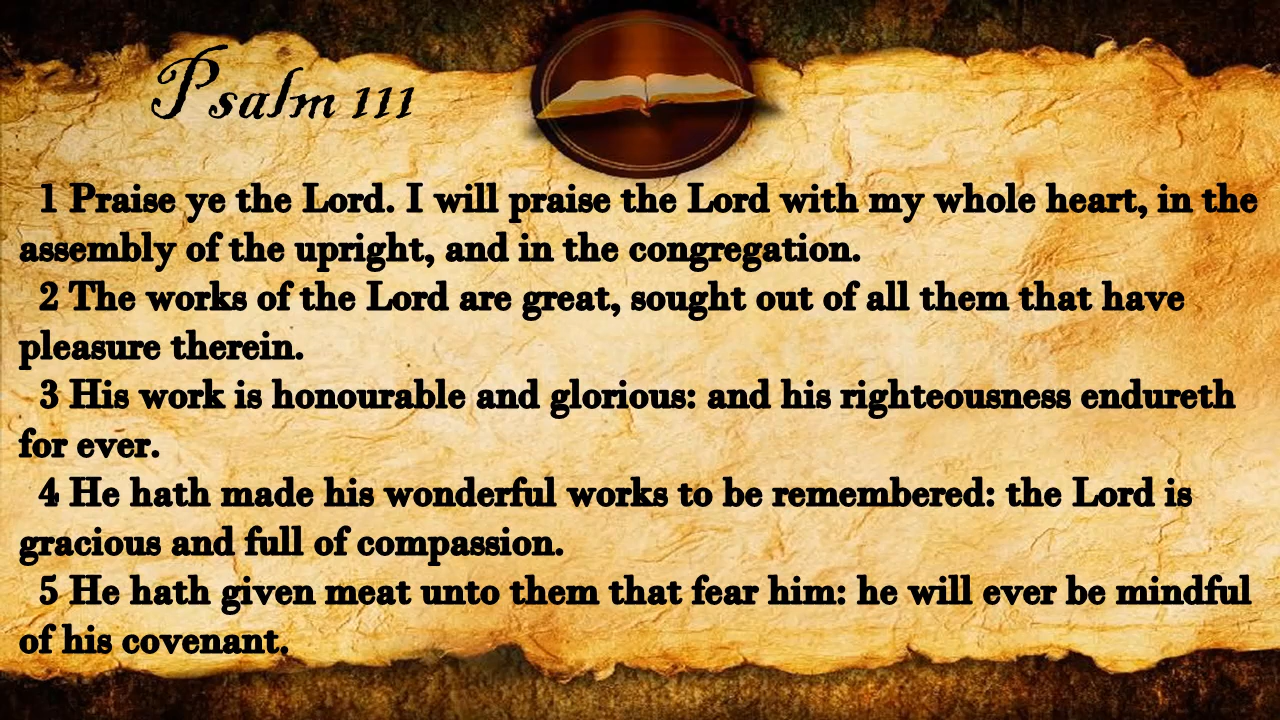 Psalm 111
1 Praise ye the Lord. I will praise the Lord with my whole heart, in the
assembly of the upright, and in the congregation.
2 The works of the Lord are great, sought out of all them that have
pleasure therein.
3 His work is honourable and glorious: and his righteousness endureth
for ever.
4 He hath made his wonderful works to be remembered: the Lord is
gracious and full of compassion.
5 He hath given meat unto them that fear him: he will ever be mindful
of his covenant.